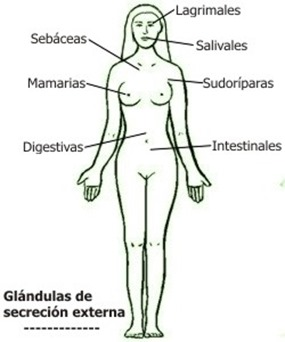 Lagrimales
Sebáceas
Salivales
Mamarias
Sudoríparas
Digestivas
Intestinales
Glándulas de
secreción externa
-------------